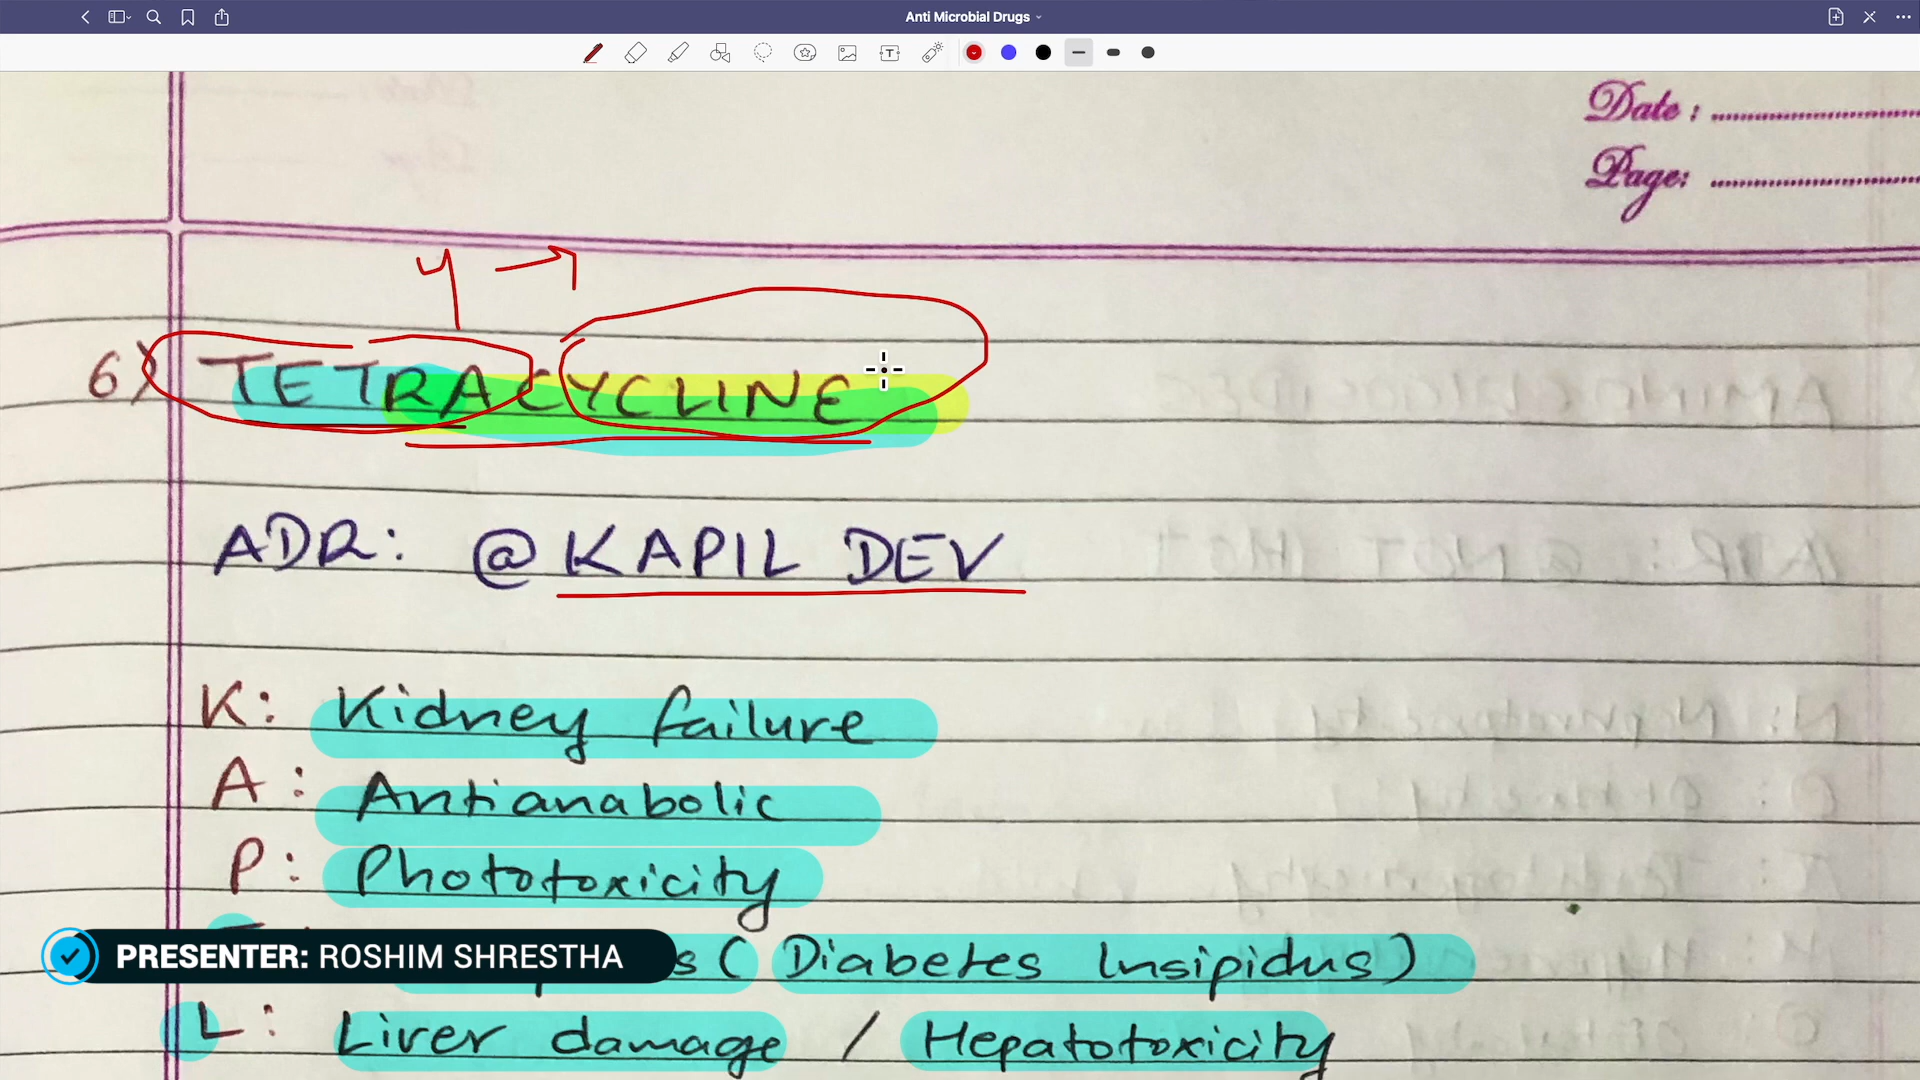 Anti Microbial Drugs
Date :
Page:
4 →
6) TETRACYCLINE
ADR: @ KAPIL DEV
K: Kidney failure
A: Antianabolic
P: Phototoxicity
s ( Diabetes Insipidus )
L: Liver damage / Hepatotoxicity
PRESENTER: ROSHIM SHRESTHA